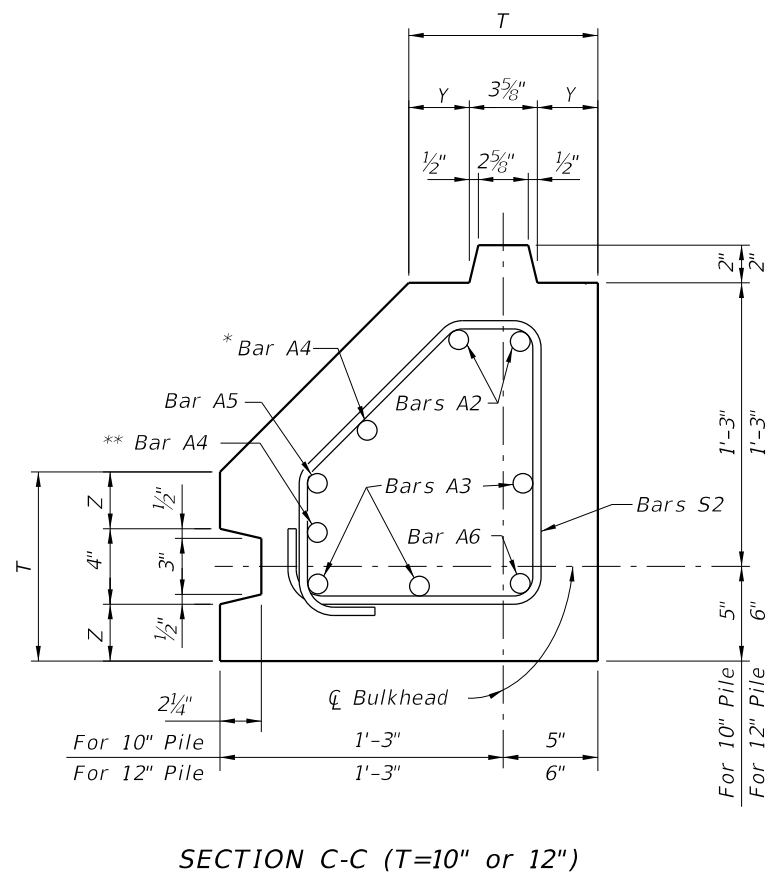 T
Y 3⅝" Y
½" 2⅝" ½"
2" 2"
* Bar A4
Bar A5
Bars A2
** Bar A4
1'-3" 1'-3"
Z
½"
Bars A3
Bars S2
T
4"
3"
Bar A6
Z
½"
5" 6"
2¼"
℄ Bulkhead
For 10" Pile 1'-3" 5"
For 12" Pile 1'-3" 6"
For 10" Pile
For 12" Pile
SECTION C-C (T=10" or 12")